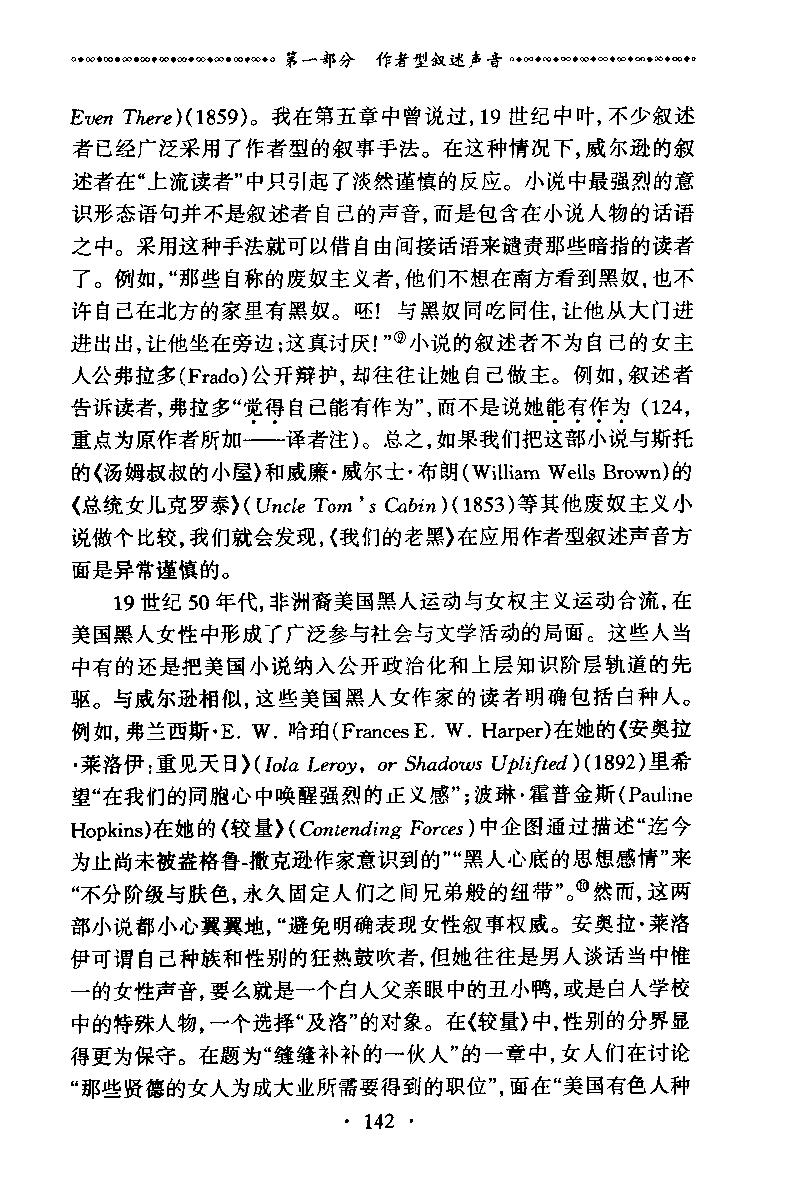 第一部分 作者型叙述声音
Even There)(1859)。我在第五章中曾说过,19 世纪中叶,不少叙述
者已经广泛采用了作者型的叙事手法。在这种情况下,威尔逊的叙
述者在“上流读者”中只引起了淡然谨慎的反应。小说中最强烈的意
识形态语句并不是叙述者自己的声音,而是包含在小说人物的话语
之中。采用这种手法就可以借自由间接话语来谴责那些暗指的读者
了。例如,“那些自称的废奴主义者,他们不想在南方看到黑奴,也不
许自己在北方的家里有黑奴。呸! 与黑奴同吃同住,让他从大门进
进出出,让他坐在旁边;这真讨厌!”⑨小说的叙述者不为自己的女主
人公弗拉多(Frado)公开辩护,却往往让她自己做主。例如,叙述者
告诉读者,弗拉多“觉得自己能有作为”,而不是说她能有作为 (124,
重点为原作者所加——译者注)。总之,如果我们把这部小说与斯托
的《汤姆叔叔的小屋》和威廉·威尔士·布朗(William Wells Brown)的
《总统女儿克罗泰》(Uncle Tom's Cabin)(1853)等其他废奴主义小
说做个比较,我们就会发现,《我们的老黑》在应用作者型叙述声音方
面是异常谨慎的。
19 世纪 50 年代,非洲裔美国黑人运动与女权主义运动合流,在
美国黑人女性中形成了广泛参与社会与文学活动的局面。这些人当
中有的还是把美国小说纳入公开政治化和上层知识阶层轨道的先
驱。与威尔逊相似,这些美国黑人女作家的读者明确包括白种人。
例如,弗兰西斯·E. W. 哈珀(Frances E. W. Harper)在她的《安奥拉
·莱洛伊:重见天日》(Iola Leroy, or Shadows Uplifted)(1892)里希
望“在我们的同胞心中唤醒强烈的正义感”;波琳·霍普金斯(Pauline
Hopkins)在她的《较量》(Contending Forces)中企图通过描述“迄今
为止尚未被盎格鲁-撒克逊作家意识到的”“黑人心底的思想感情”来
“不分阶级与肤色,永久固定人们之间兄弟般的纽带”。⑩然而,这两
部小说都小心翼翼地,“避免明确表现女性叙事权威。安奥拉·莱洛
伊可谓自己种族和性别的狂热鼓吹者,但她往往是男人谈话当中惟
一的女性声音,要么就是一个白人父亲眼中的丑小鸭,或是白人学校
中的特殊人物,一个选择“及洛”的对象。在《较量》中,性别的分界显
得更为保守。在题为“缝缝补补的一伙人”的一章中,女人们在讨论
“那些贤德的女人为成大业所需要得到的职位”,面在“美国有色人种
· 142 ·